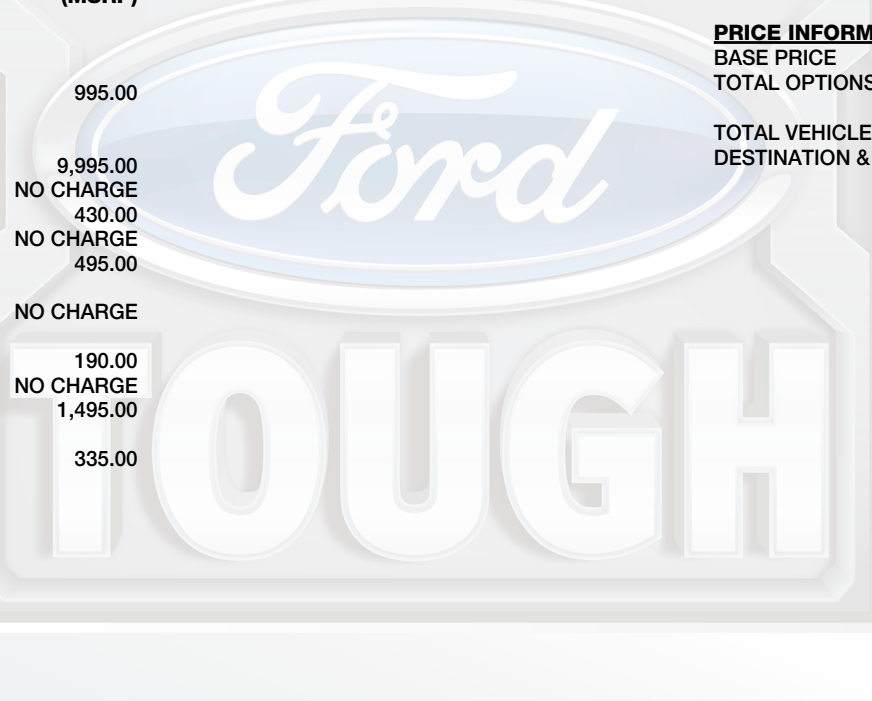 (MSRP)
995.00
9,995.00
NO CHARGE
430.00
NO CHARGE
495.00
NO CHARGE
190.00
NO CHARGE
1,495.00
335.00
PRICE INFORM
BASE PRICE
TOTAL OPTIONS
TOTAL VEHICLE
DESTINATION &
Ford
TOUGH